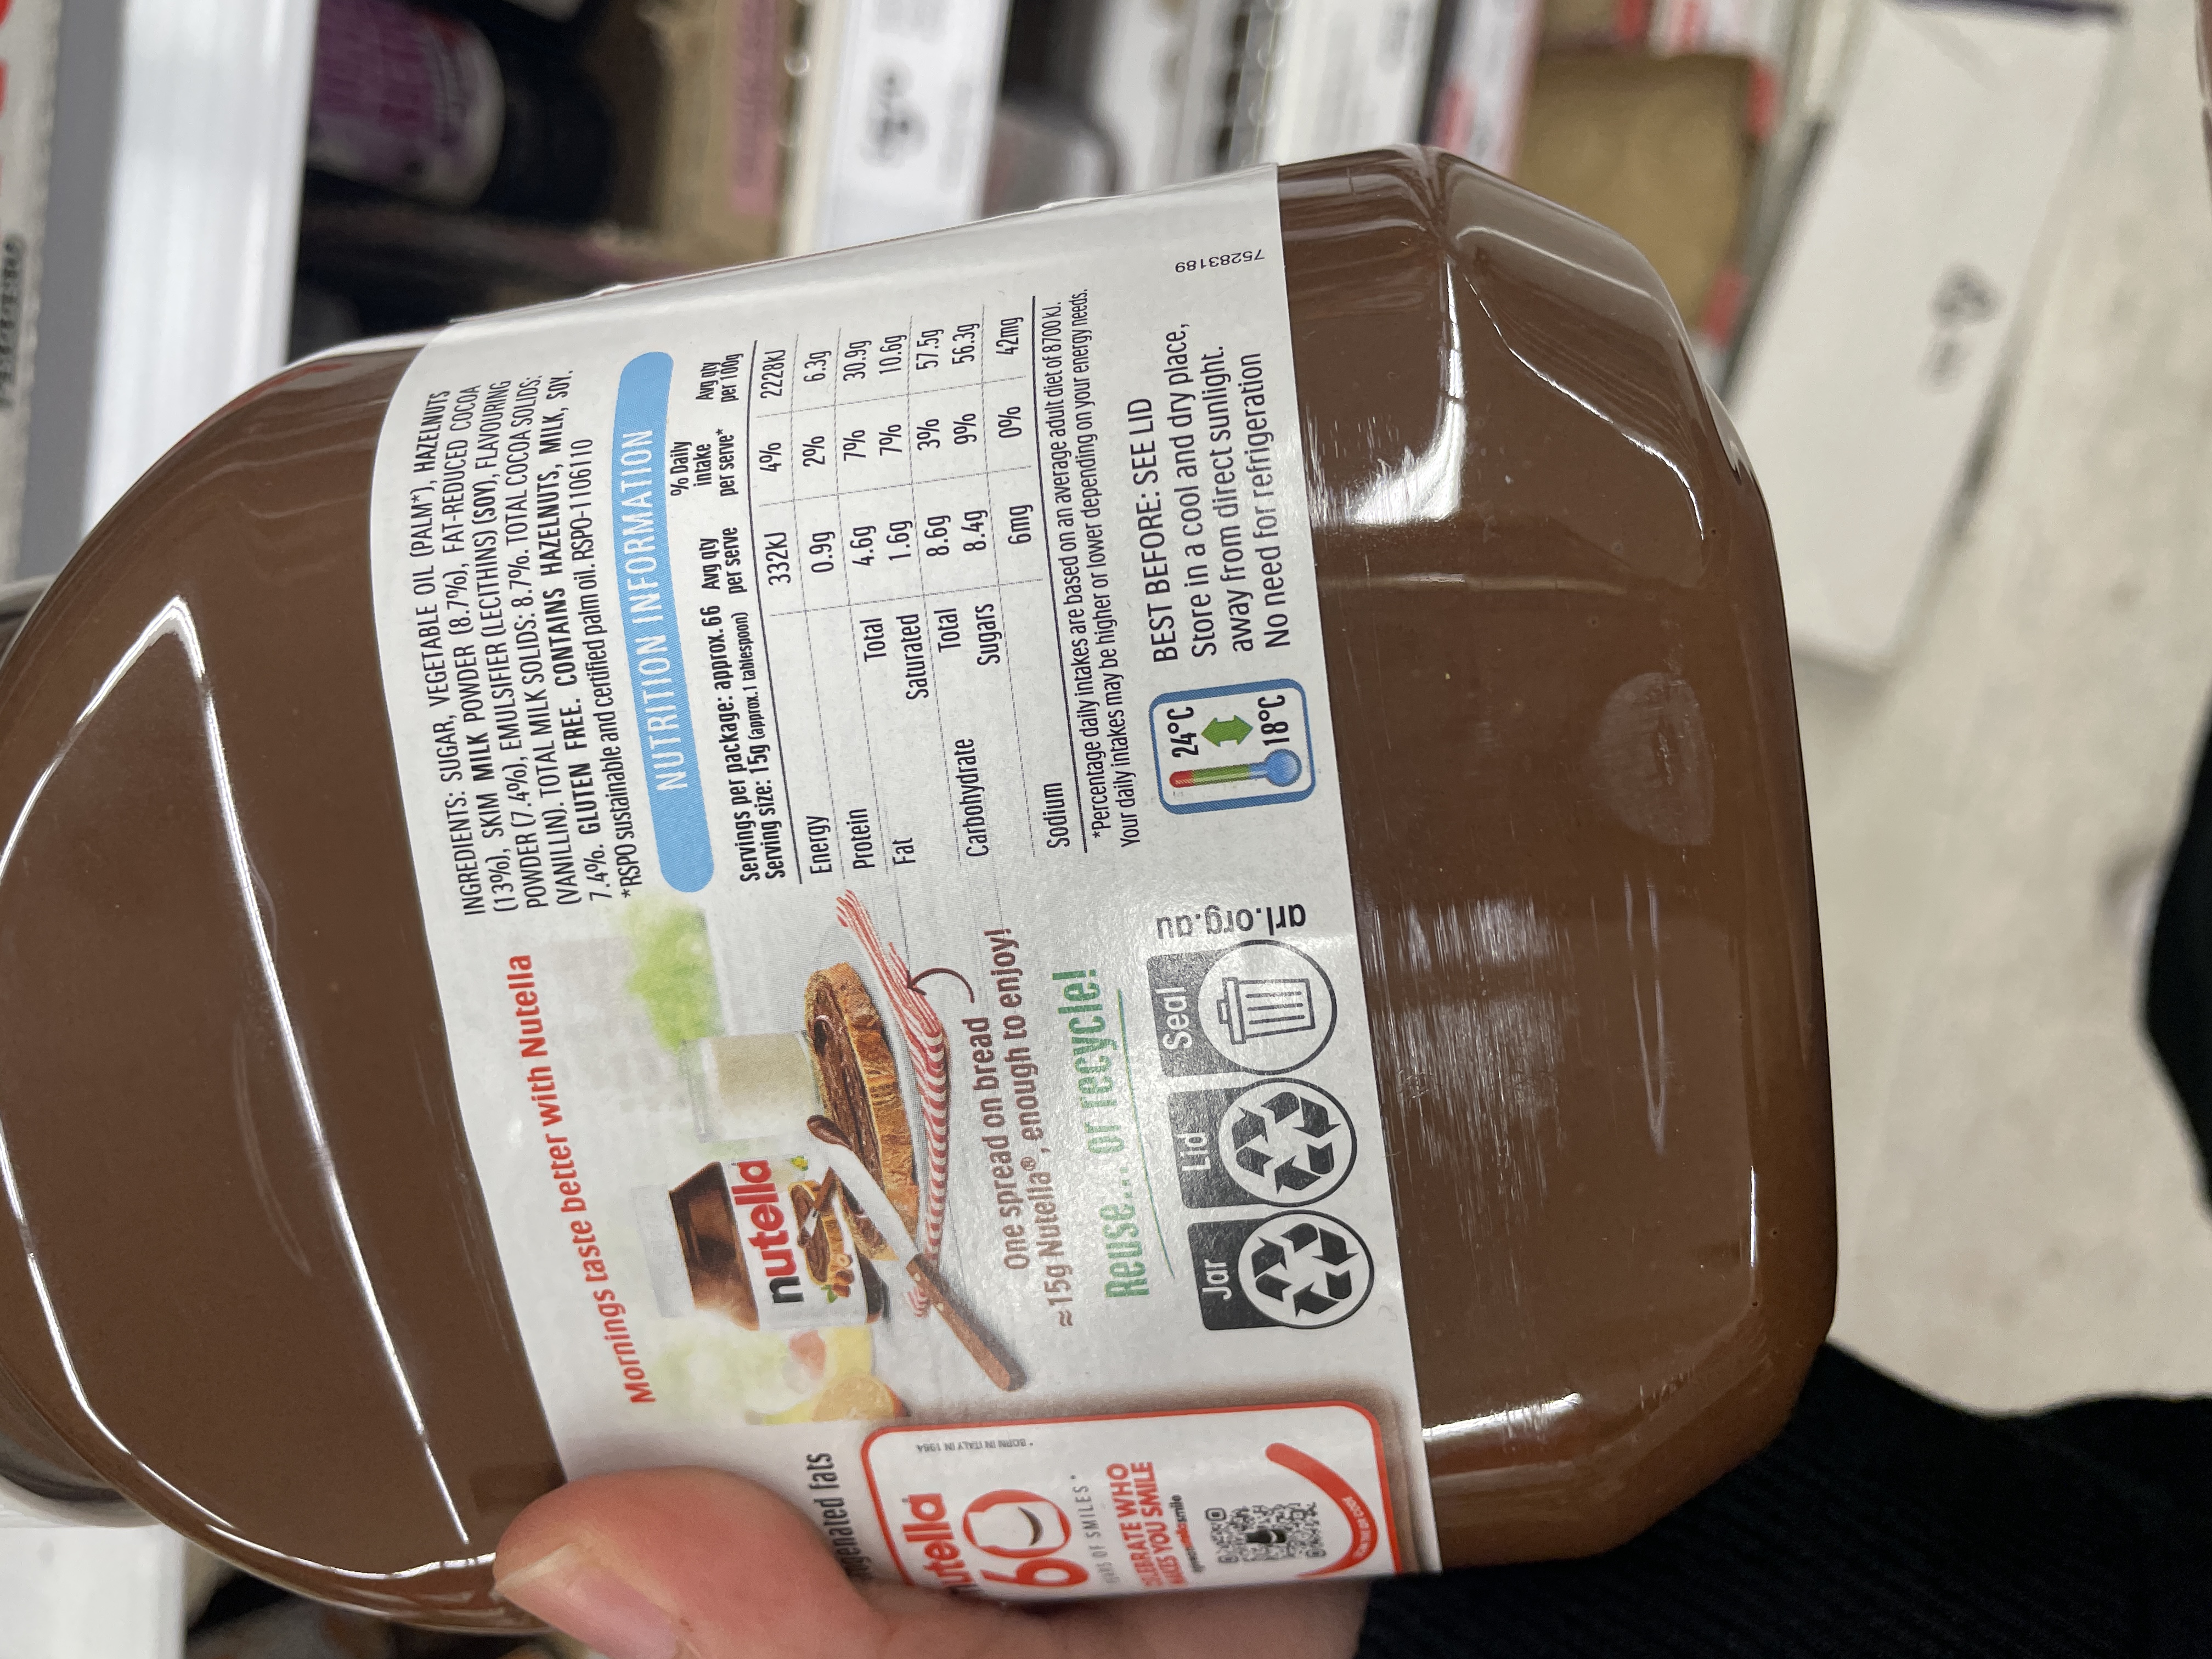 Mornings taste better with Nutella
nutella
One spread on bread
≈15g Nutella®, enough to enjoy!
Reuse... or recycle!
Jar
Lid
Seal
arl.org.au
fats
60
OF SMILES*
* BORN IN ITALY IN 1964
WHO
YOU SMILE
INGREDIENTS: SUGAR, VEGETABLE OIL (PALM*), HAZELNUTS
(13%), SKIM MILK POWDER (8.7%), FAT-REDUCED COCOA
POWDER (7.4%), EMULSIFIER (LECITHINS) (SOY), FLAVOURING
(VANILLIN). TOTAL MILK SOLIDS: 8.7%. TOTAL COCOA SOLIDS:
7.4%. GLUTEN FREE. CONTAINS HAZELNUTS, MILK, SOY.
*RSPO sustainable and certified palm oil. RSPO-1106110
NUTRITION INFORMATION
Servings per package: approx. 66
Serving size: 15g (approx. 1 tablespoon)
Avg qty
per serve
% Daily
intake
per serve*
Avg qty
per 100g
Energy 332kJ 4% 2228kJ
Protein 0.9g 2% 6.3g
Fat Total 4.6g 7% 30.9g
Saturated 1.6g 7% 10.6g
Carbohydrate Total 8.6g 3% 57.5g
Sugars 8.4g 9% 56.3g
Sodium 6mg 0% 42mg
*Percentage daily intakes are based on an average adult diet of 8700 kJ.
Your daily intakes may be higher or lower depending on your energy needs.
24°C
18°C
BEST BEFORE: SEE LID
Store in a cool and dry place,
away from direct sunlight.
No need for refrigeration
75283189